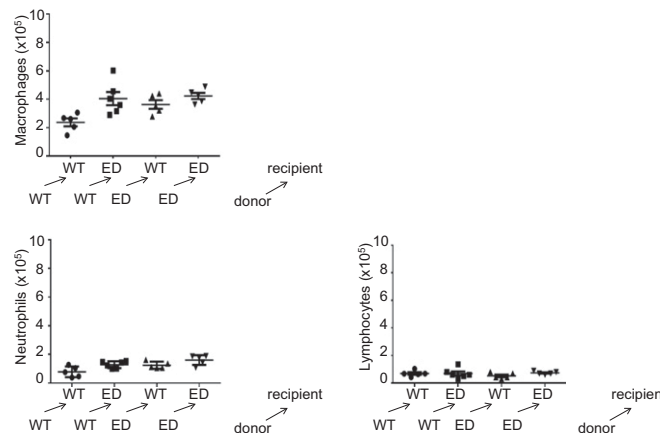 Macrophages (x10⁵)
10
8
6
4
2
0
WT ED WT ED
recipient
WT WT ED ED
donor
Neutrophils (x10⁵)
10
8
6
4
2
0
WT ED WT ED
recipient
WT WT ED ED
donor
Lymphocytes (x10⁵)
10
8
6
4
2
0
WT ED WT ED
recipient
WT WT ED ED
donor